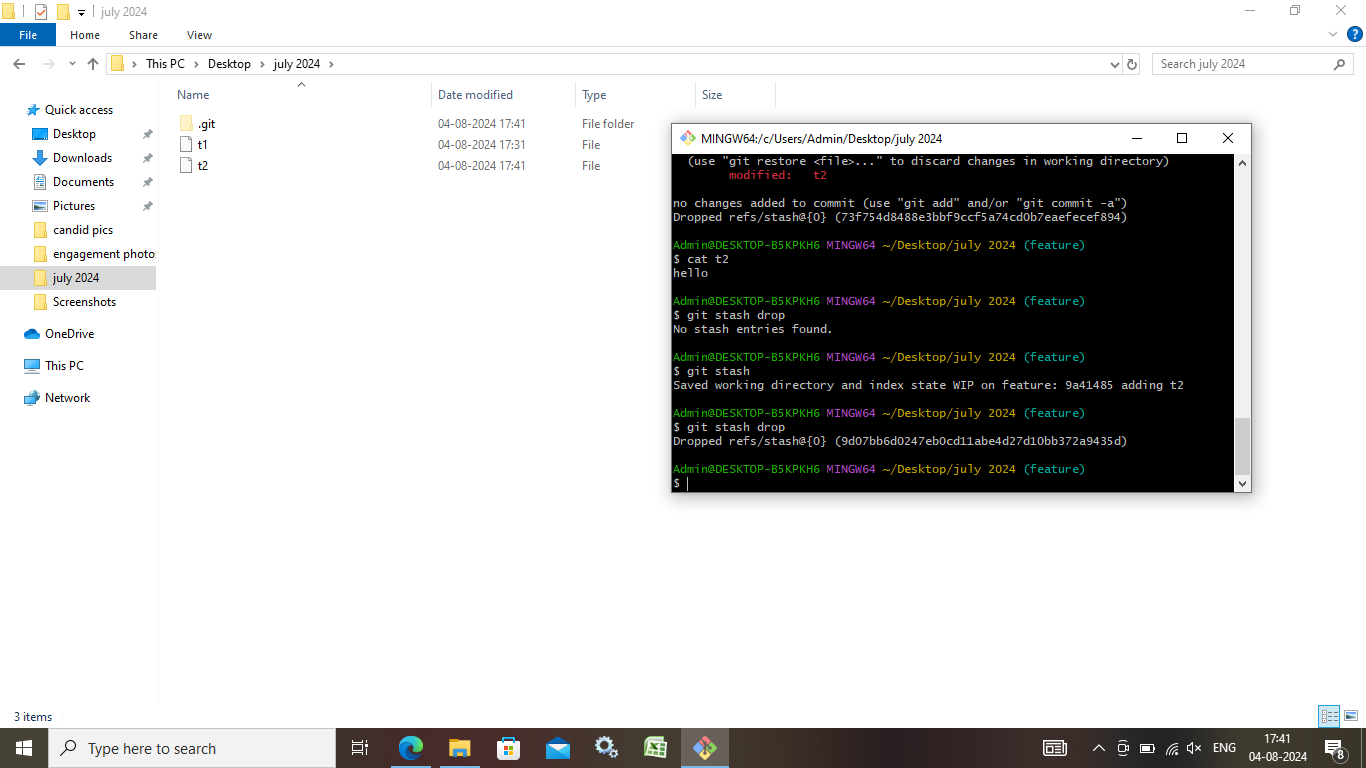 july 2024
File Home Share View
This PC Desktop july 2024
Search july 2024
Name Date modified Type Size
Quick access
Desktop
Downloads
Documents
Pictures
candid pics
engagement photo
july 2024
Screenshots
OneDrive
This PC
Network
.git 04-08-2024 17:41 File folder
t1 04-08-2024 17:31 File
t2 04-08-2024 17:41 File
MINGW64:/c/Users/Admin/Desktop/july 2024
(use "git restore <file>..." to discard changes in working directory)
modified: t2
no changes added to commit (use "git add" and/or "git commit -a")
Dropped refs/stash@{0} (73f754d8488e3bbf9ccf5a74cd0b7eaefecef894)
Admin@DESKTOP-B5KPKH6 MINGW64 ~/Desktop/july 2024 (feature)
$ cat t2
hello
Admin@DESKTOP-B5KPKH6 MINGW64 ~/Desktop/july 2024 (feature)
$ git stash drop
No stash entries found.
Admin@DESKTOP-B5KPKH6 MINGW64 ~/Desktop/july 2024 (feature)
$ git stash
Saved working directory and index state WIP on feature: 9a41485 adding t2
Admin@DESKTOP-B5KPKH6 MINGW64 ~/Desktop/july 2024 (feature)
$ git stash drop
Dropped refs/stash@{0} (9d07bb6d0247eb0cd11abe4d27d10bb372a9435d)
Admin@DESKTOP-B5KPKH6 MINGW64 ~/Desktop/july 2024 (feature)
$
3 items
Type here to search
ENG
17:41
04-08-2024
8